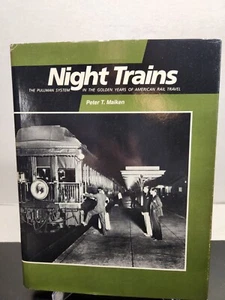 Night Trains
THE PULLMAN SYSTEM IN THE GOLDEN YEARS OF AMERICAN RAIL TRAVEL
Peter T. Maiken